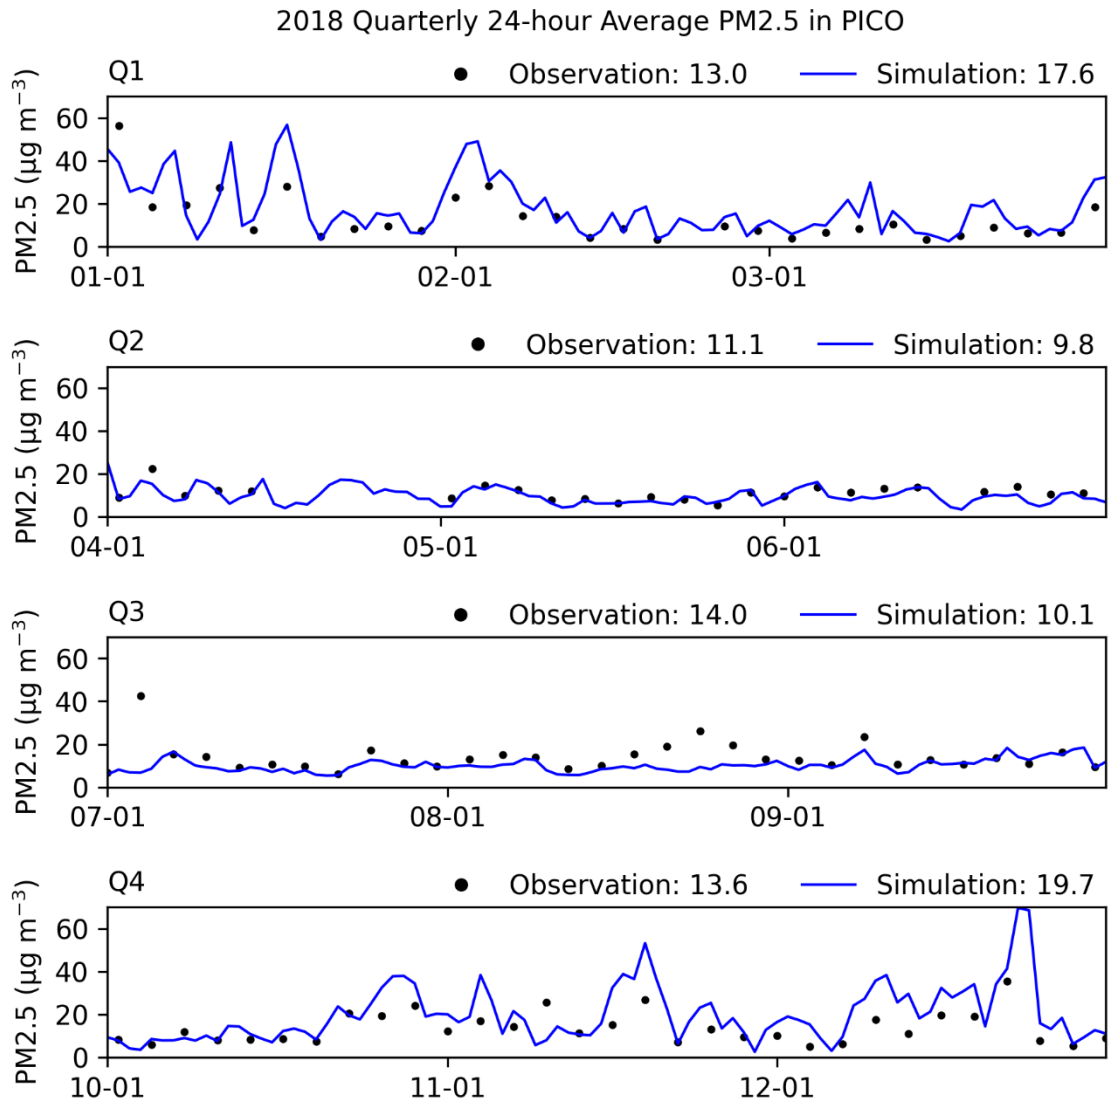 2018 Quarterly 24-hour Average PM2.5 in PICO
Q1 Observation: 13.0 Simulation: 17.6
PM2.5 (µg m⁻³)
60
40
20
0
01-01 02-01 03-01
Q2 Observation: 11.1 Simulation: 9.8
PM2.5 (µg m⁻³)
60
40
20
0
04-01 05-01 06-01
Q3 Observation: 14.0 Simulation: 10.1
PM2.5 (µg m⁻³)
60
40
20
0
07-01 08-01 09-01
Q4 Observation: 13.6 Simulation: 19.7
PM2.5 (µg m⁻³)
60
40
20
0
10-01 11-01 12-01